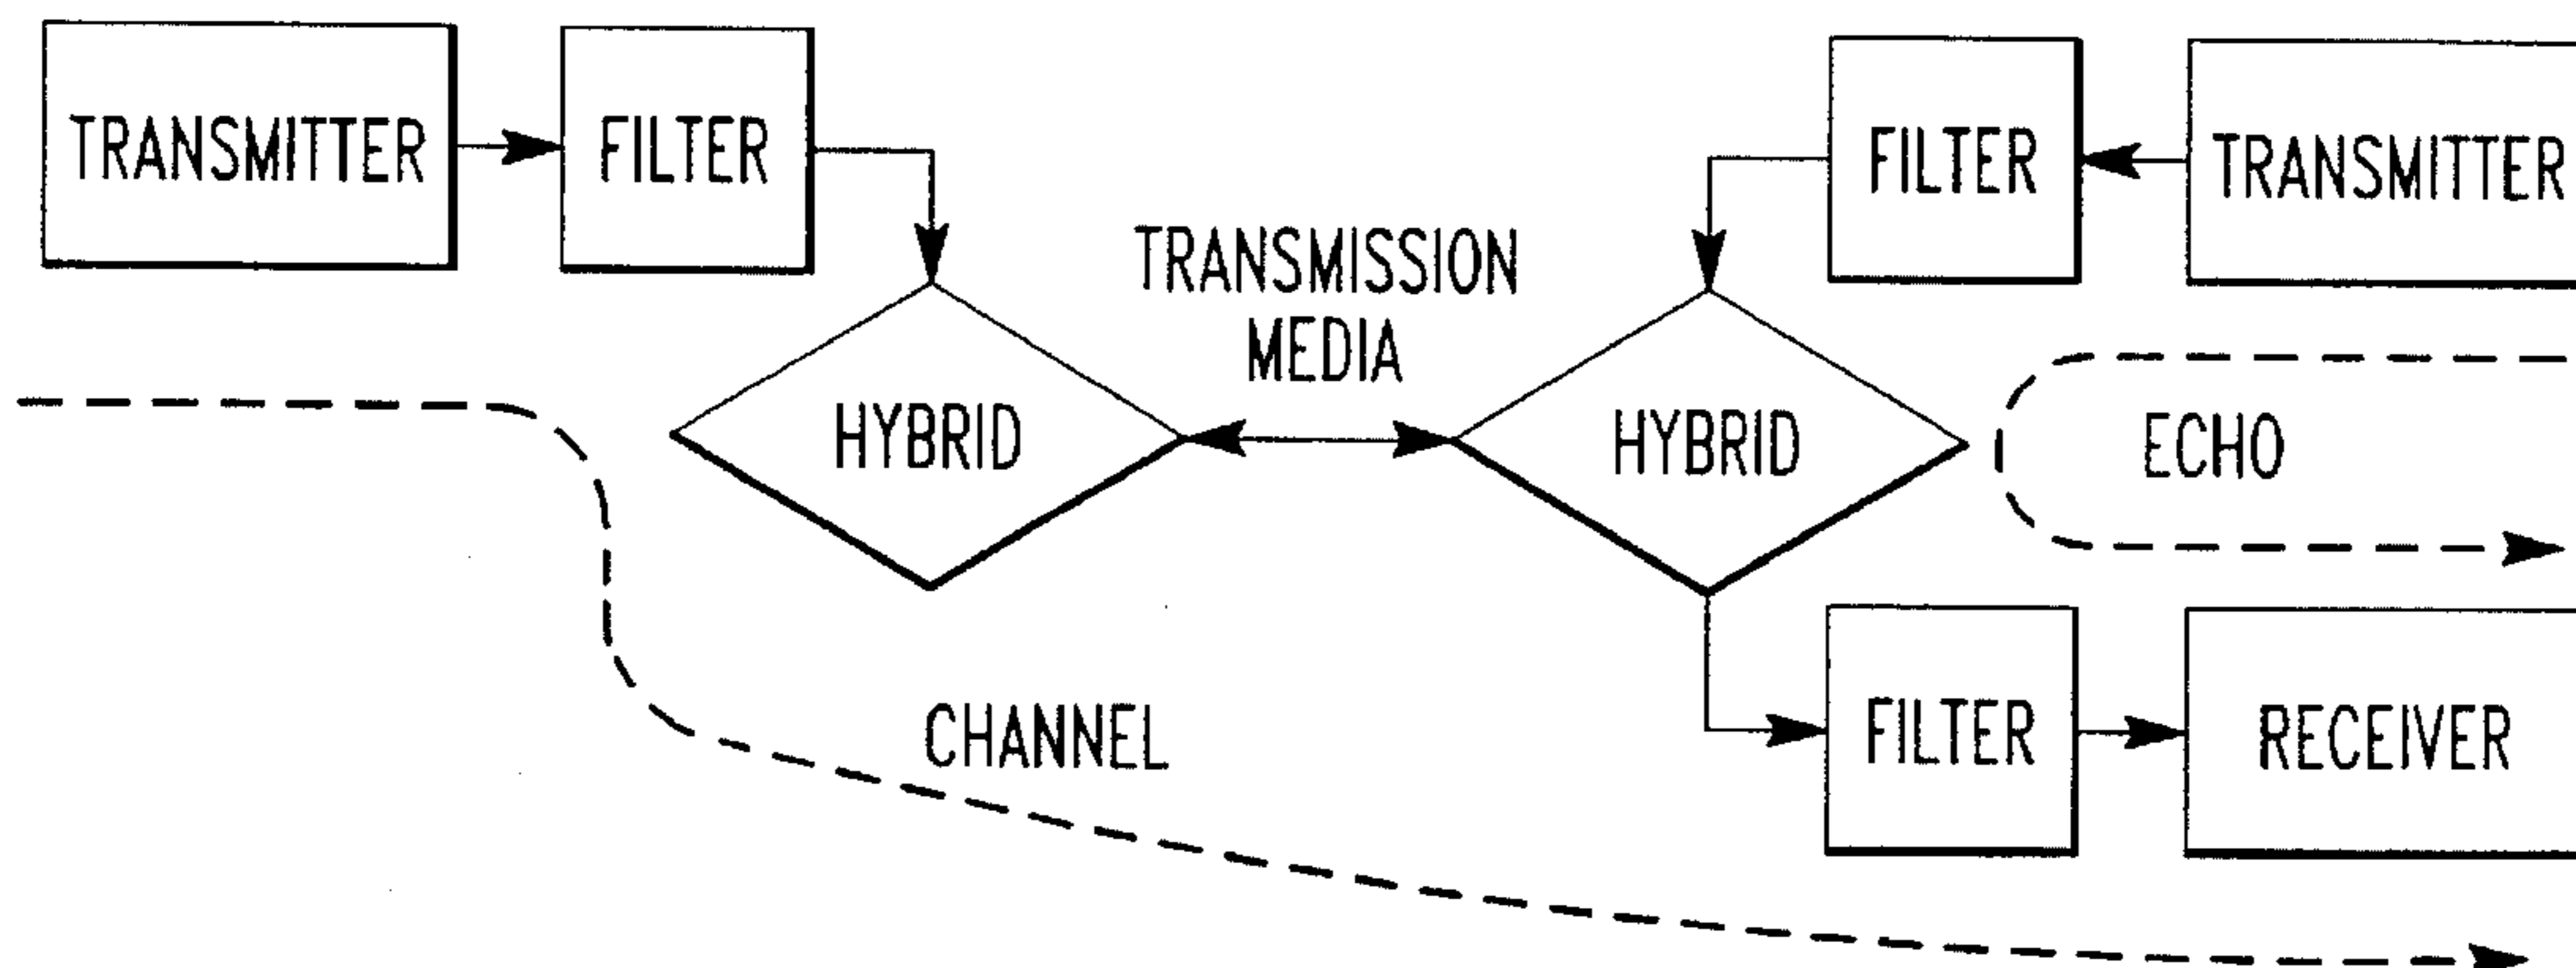 TRANSMITTER
FILTER
FILTER
TRANSMITTER
TRANSMISSION
MEDIA
HYBRID
HYBRID
ECHO
CHANNEL
FILTER
RECEIVER